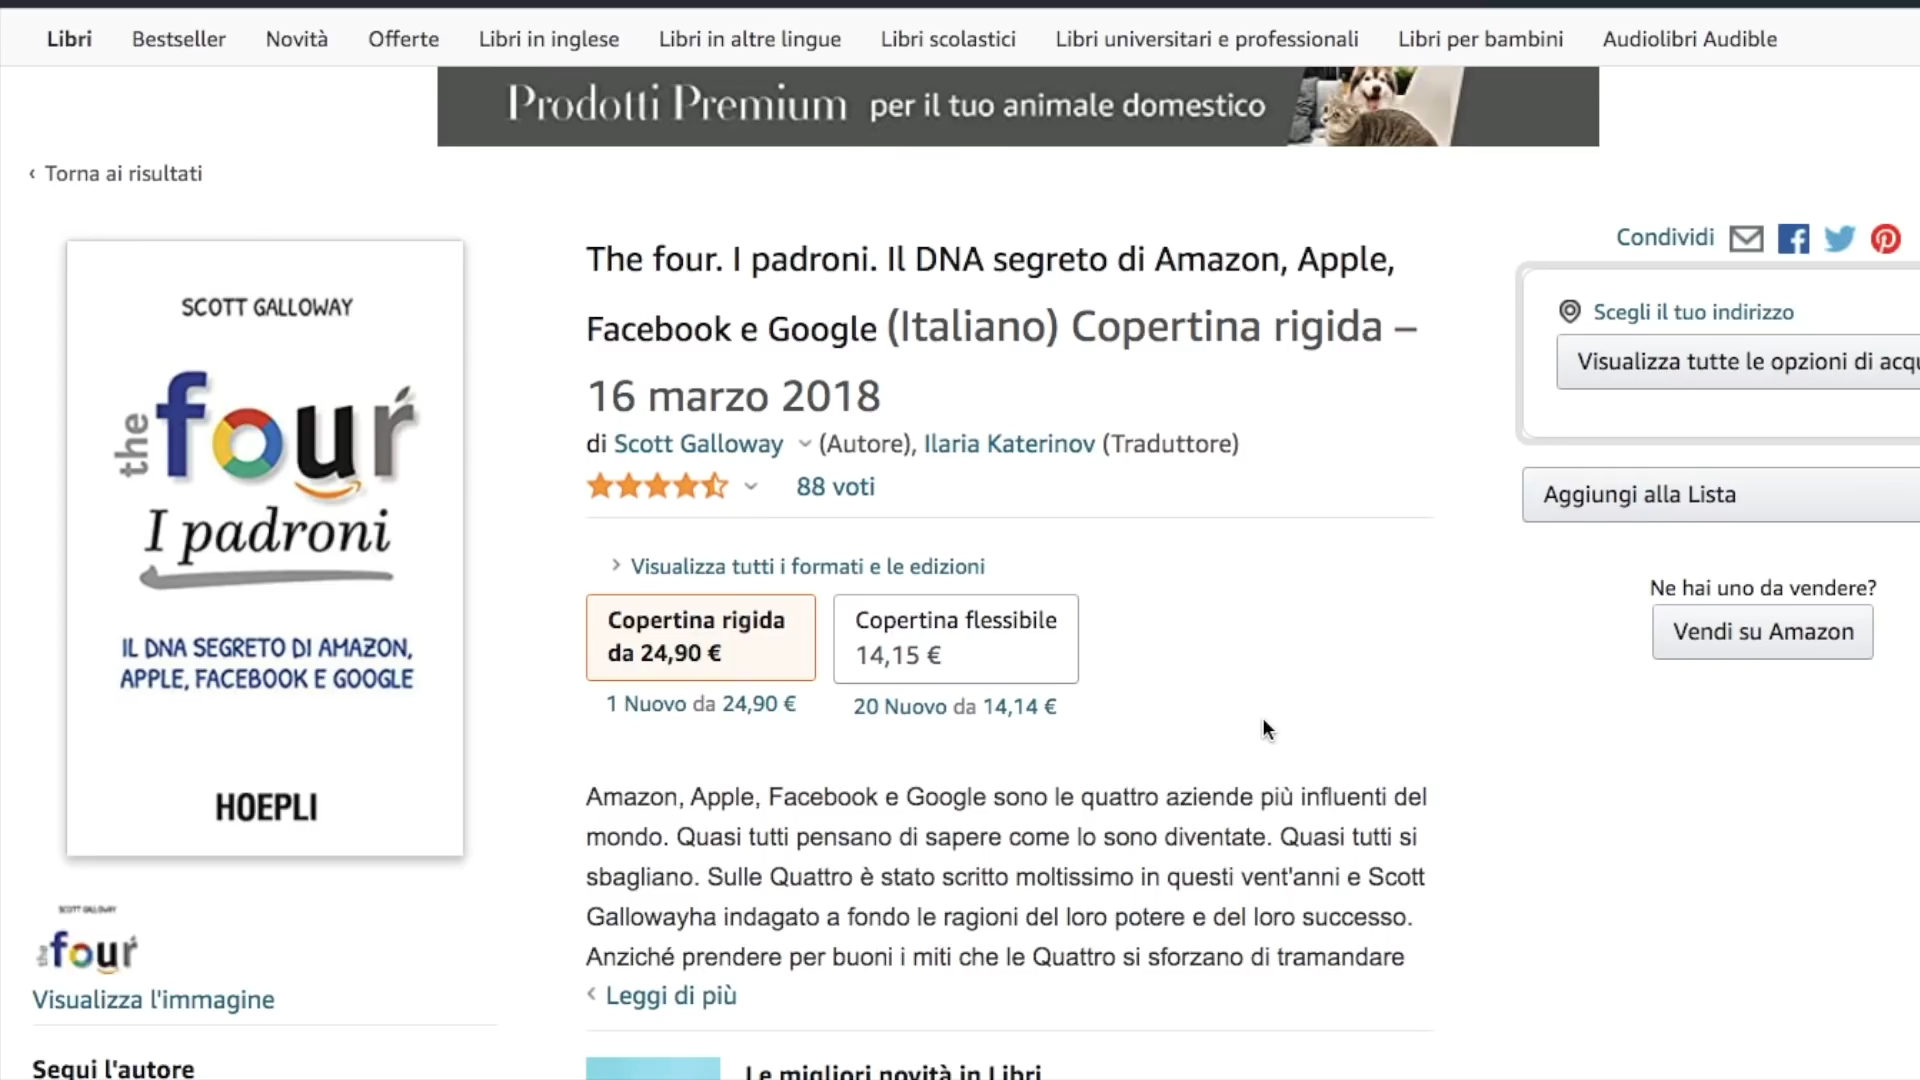 Libri Bestseller Novità Offerte Libri in inglese Libri in altre lingue Libri scolastici Libri universitari e professionali Libri per bambini Audiolibri Audible
Prodotti Premium per il tuo animale domestico
‹ Torna ai risultati
Condividi
SCOTT GALLOWAY
the four
I padroni
IL DNA SEGRETO DI AMAZON,
APPLE, FACEBOOK E GOOGLE
HOEPLI
SCOTT GALLOWAY
the four
Visualizza l'immagine
Segui l'autore
The four. I padroni. Il DNA segreto di Amazon, Apple,
Facebook e Google (Italiano) Copertina rigida –
16 marzo 2018
di Scott Galloway (Autore), Ilaria Katerinov (Traduttore)
88 voti
› Visualizza tutti i formati e le edizioni
Copertina rigida
da 24,90 €
1 Nuovo da 24,90 €
Copertina flessibile
14,15 €
20 Nuovo da 14,14 €
Amazon, Apple, Facebook e Google sono le quattro aziende più influenti del
mondo. Quasi tutti pensano di sapere come lo sono diventate. Quasi tutti si
sbagliano. Sulle Quattro è stato scritto moltissimo in questi vent'anni e Scott
Gallowayha indagato a fondo le ragioni del loro potere e del loro successo.
Anziché prendere per buoni i miti che le Quattro si sforzano di tramandare
‹ Leggi di più
Le migliori novità in Libri
Scegli il tuo indirizzo
Visualizza tutte le opzioni di acqu
Aggiungi alla Lista
Ne hai uno da vendere?
Vendi su Amazon